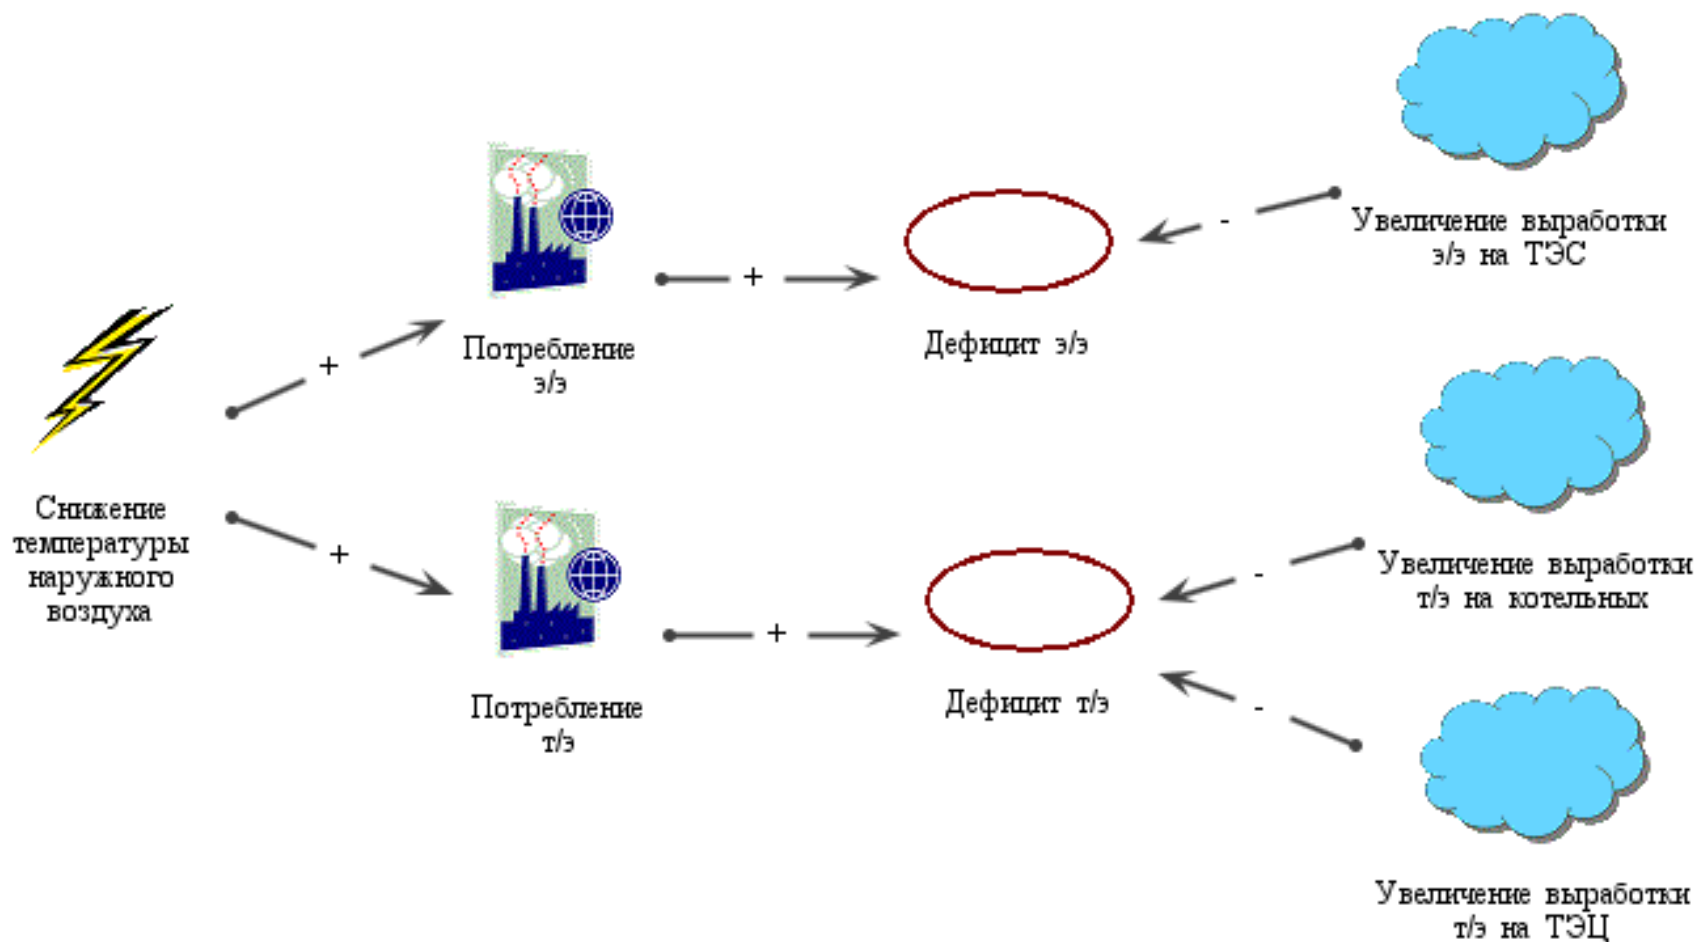 Увеличение выработки
э/э на ТЭС
+
-
+
Потребление
э/э
Дефицит э/э
Снижение
температуры
наружного
воздуха
+
+
-
Увеличение выработки
т/э на котельных
Потребление
т/э
Дефицит т/э
-
Увеличение выработки
т/э на ТЭЦ